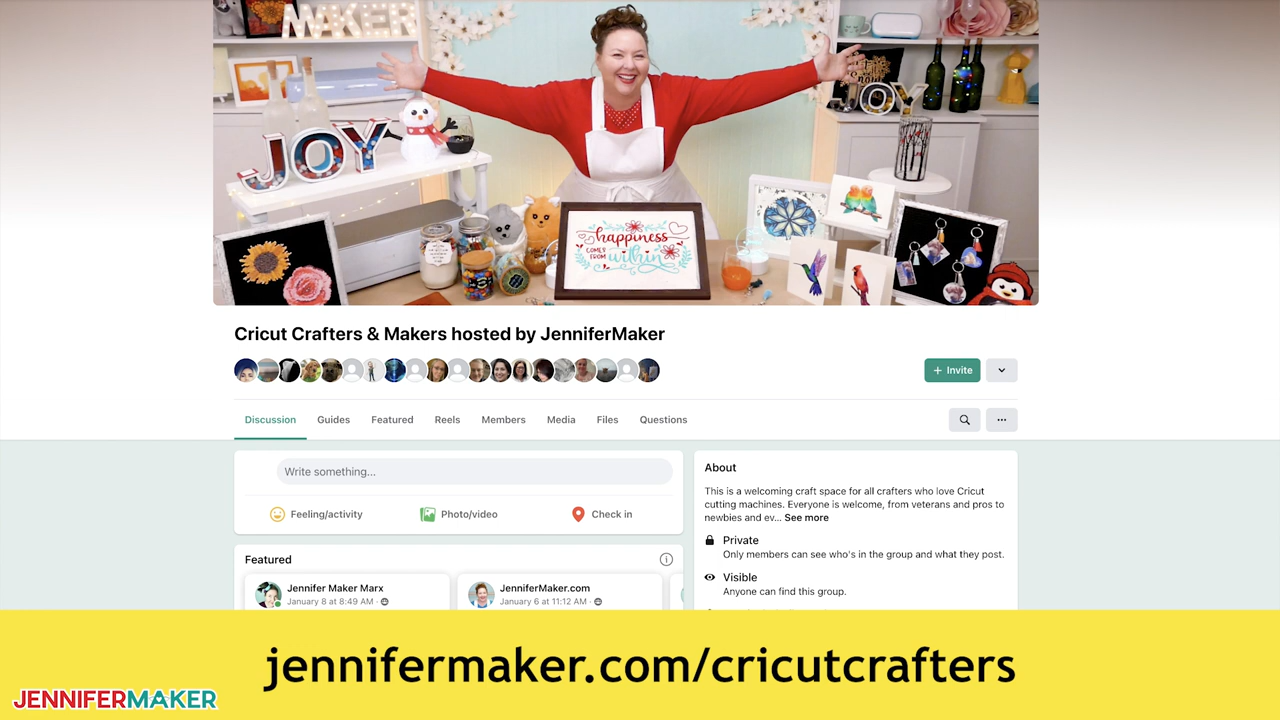 MAKER
JOY
JOY
happiness
COMES
FROM
within
Cricut Crafters & Makers hosted by JenniferMaker
+ Invite
Discussion Guides Featured Reels Members Media Files Questions
Write something...
Feeling/activity Photo/video Check in
Featured
Jennifer Maker Marx
January 8 at 8:49 AM ·
JenniferMaker.com
January 6 at 11:12 AM ·
About
This is a welcoming craft space for all crafters who love Cricut
cutting machines. Everyone is welcome, from veterans and pros to
newbies and ev... See more
Private
Only members can see who's in the group and what they post.
Visible
Anyone can find this group.
jennifermaker.com/cricutcrafters
JENNIFERMAKER